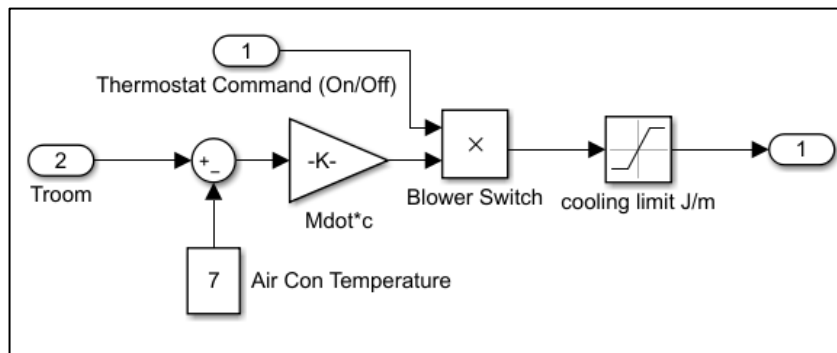 1
Thermostat Command (On/Off)
2
Troom
+
−
-K-
Mdot*c
×
Blower Switch
cooling limit J/m
1
7
Air Con Temperature